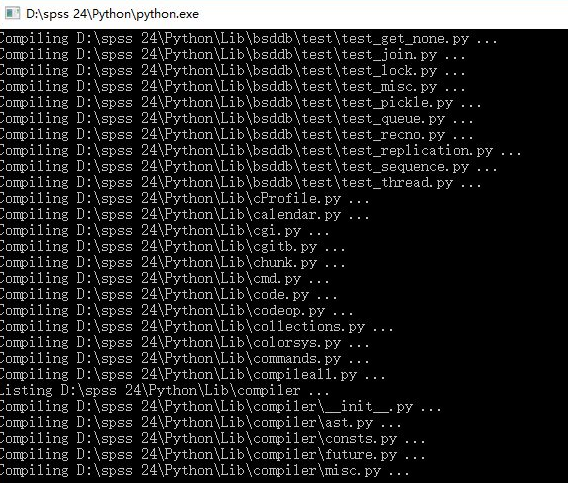 D:\spss 24\Python\python.exe
Compiling D:\spss 24\Python\Lib\bsddb\test\test_get_none.py ...
Compiling D:\spss 24\Python\Lib\bsddb\test\test_join.py ...
Compiling D:\spss 24\Python\Lib\bsddb\test\test_lock.py ...
Compiling D:\spss 24\Python\Lib\bsddb\test\test_misc.py ...
Compiling D:\spss 24\Python\Lib\bsddb\test\test_pickle.py ...
Compiling D:\spss 24\Python\Lib\bsddb\test\test_queue.py ...
Compiling D:\spss 24\Python\Lib\bsddb\test\test_recno.py ...
Compiling D:\spss 24\Python\Lib\bsddb\test\test_replication.py ...
Compiling D:\spss 24\Python\Lib\bsddb\test\test_sequence.py ...
Compiling D:\spss 24\Python\Lib\bsddb\test\test_thread.py ...
Compiling D:\spss 24\Python\Lib\cProfile.py ...
Compiling D:\spss 24\Python\Lib\calendar.py ...
Compiling D:\spss 24\Python\Lib\cgi.py ...
Compiling D:\spss 24\Python\Lib\cgitb.py ...
Compiling D:\spss 24\Python\Lib\chunk.py ...
Compiling D:\spss 24\Python\Lib\cmd.py ...
Compiling D:\spss 24\Python\Lib\code.py ...
Compiling D:\spss 24\Python\Lib\codeop.py ...
Compiling D:\spss 24\Python\Lib\collections.py ...
Compiling D:\spss 24\Python\Lib\colorsys.py ...
Compiling D:\spss 24\Python\Lib\commands.py ...
Compiling D:\spss 24\Python\Lib\compileall.py ...
Listing D:\spss 24\Python\Lib\compiler ...
Compiling D:\spss 24\Python\Lib\compiler\__init__.py ...
Compiling D:\spss 24\Python\Lib\compiler\ast.py ...
Compiling D:\spss 24\Python\Lib\compiler\consts.py ...
Compiling D:\spss 24\Python\Lib\compiler\future.py ...
Compiling D:\spss 24\Python\Lib\compiler\misc.py ...